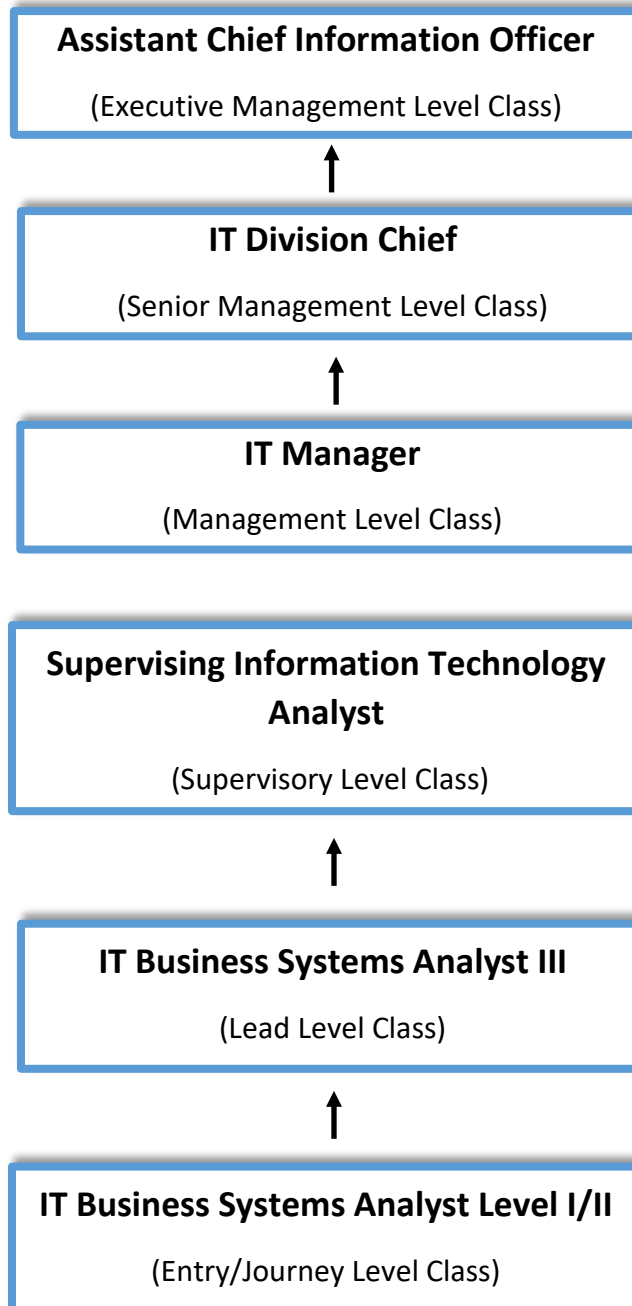 Assistant Chief Information Officer
(Executive Management Level Class)
IT Division Chief
(Senior Management Level Class)
IT Manager
(Management Level Class)
Supervising Information Technology
Analyst
(Supervisory Level Class)
IT Business Systems Analyst III
(Lead Level Class)
IT Business Systems Analyst Level I/II
(Entry/Journey Level Class)